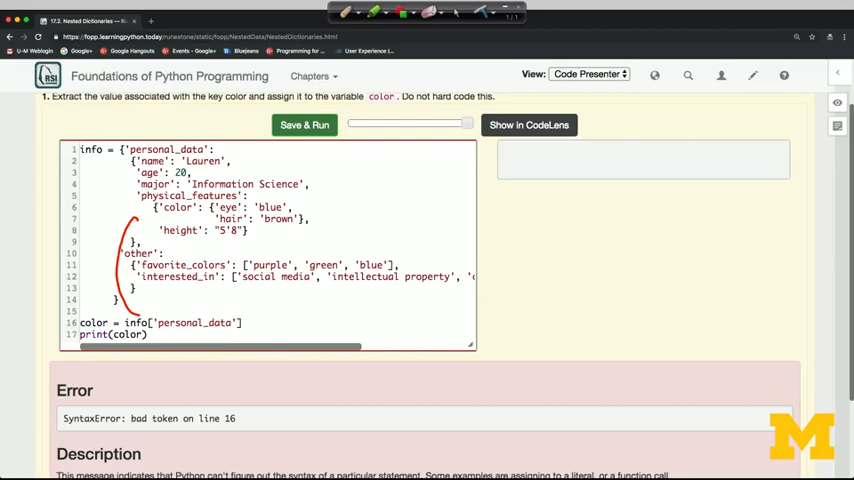 17.2. Nested Dictionaries — Ru
1 / 1
https://fopp.learningpython.today/runestone/static/fopp/NestedData/NestedDictionaries.html
U-M Weblogin
Google+
Google Hangouts
Events - Google+
Bluejeans
Programming for ...
User Experience (...
RSI
Foundations of Python Programming
Chapters
View:
Code Presenter
1. Extract the value associated with the key color and assign it to the variable color . Do not hard code this.
Save & Run
Show in CodeLens
1 info = {'personal_data':
2 {'name': 'Lauren',
3 'age': 20,
4 'major': 'Information Science',
5 'physical_features':
6 {'color': {'eye': 'blue',
7 'hair': 'brown'},
8 'height': "5'8"}
9 },
10 'other':
11 {'favorite_colors': ['purple', 'green', 'blue'],
12 'interested_in': ['social media', 'intellectual property', '
13 }
14 }
15
16 color = info['personal_data']
17 print(color)
Error
SyntaxError: bad token on line 16
Description
This message indicates that Python can't figure out the syntax of a particular statement. Some examples are assigning to a literal, or a function call
M